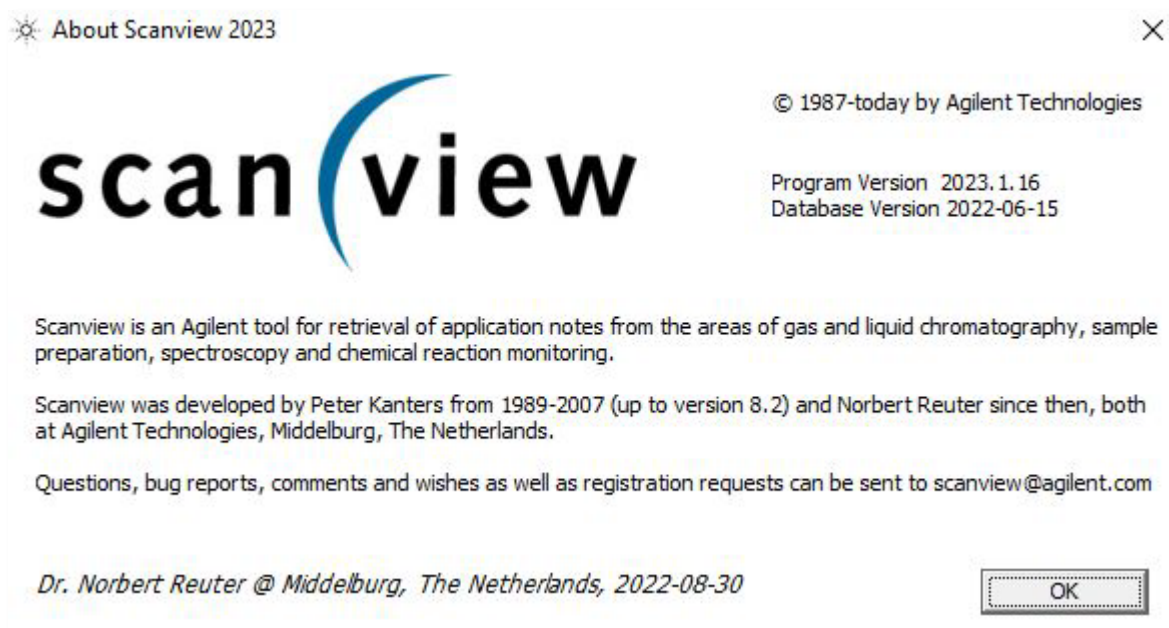 About Scanview 2023
scan(view
© 1987-today by Agilent Technologies
Program Version 2023.1.16
Database Version 2022-06-15
Scanview is an Agilent tool for retrieval of application notes from the areas of gas and liquid chromatography, sample
preparation, spectroscopy and chemical reaction monitoring.
Scanview was developed by Peter Kanters from 1989-2007 (up to version 8.2) and Norbert Reuter since then, both
at Agilent Technologies, Middelburg, The Netherlands.
Questions, bug reports, comments and wishes as well as registration requests can be sent to scanview@agilent.com
Dr. Norbert Reuter @ Middelburg, The Netherlands, 2022-08-30
OK